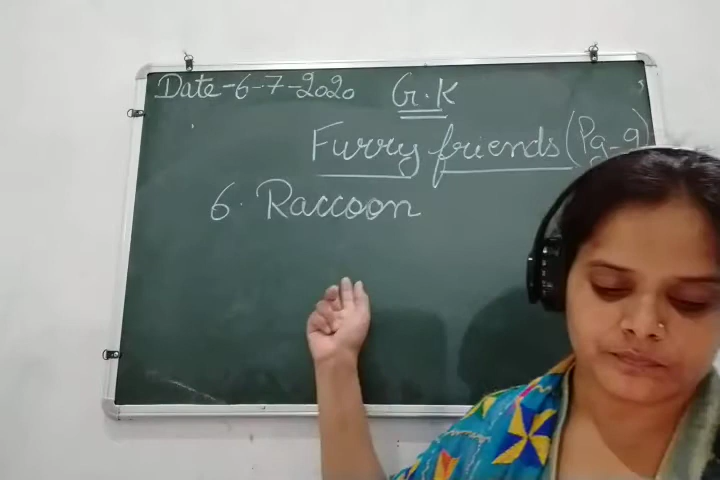 Date-6-7-2020 G.K
Furry friends (Pg-9)
6. Raccoon